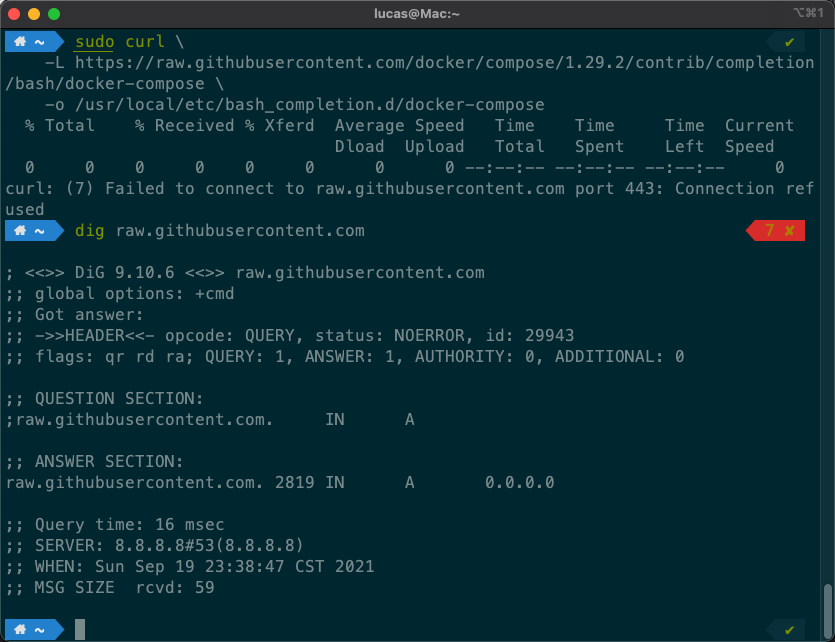 lucas@Mac:~ ⌥⌘1
~ sudo curl \ ✔
-L https://raw.githubusercontent.com/docker/compose/1.29.2/contrib/completion
/bash/docker-compose \
-o /usr/local/etc/bash_completion.d/docker-compose
% Total % Received % Xferd Average Speed Time Time Time Current
Dload Upload Total Spent Left Speed
0 0 0 0 0 0 0 0 --:--:-- --:--:-- --:--:-- 0
curl: (7) Failed to connect to raw.githubusercontent.com port 443: Connection ref
used
~ dig raw.githubusercontent.com 7 ✘
; <<>> DiG 9.10.6 <<>> raw.githubusercontent.com
;; global options: +cmd
;; Got answer:
;; ->>HEADER<<- opcode: QUERY, status: NOERROR, id: 29943
;; flags: qr rd ra; QUERY: 1, ANSWER: 1, AUTHORITY: 0, ADDITIONAL: 0
;; QUESTION SECTION:
;raw.githubusercontent.com. IN A
;; ANSWER SECTION:
raw.githubusercontent.com. 2819 IN A 0.0.0.0
;; Query time: 16 msec
;; SERVER: 8.8.8.8#53(8.8.8.8)
;; WHEN: Sun Sep 19 23:38:47 CST 2021
;; MSG SIZE rcvd: 59
~ ✔